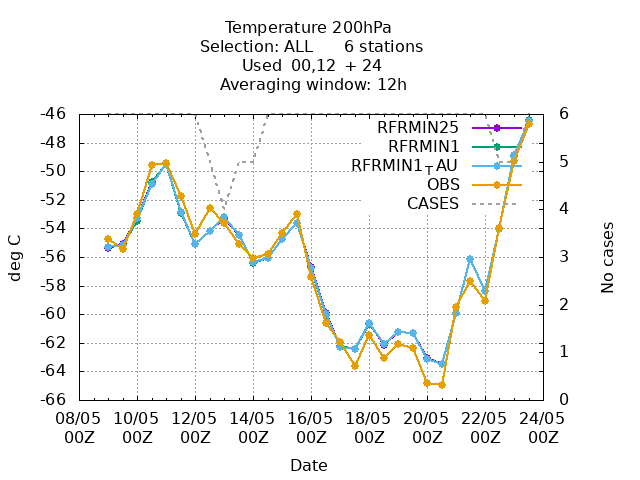 Temperature 200hPa
Selection: ALL 6 stations
Used 00,12 + 24
Averaging window: 12h
-46 6
RFRMIN25
-48
RFRMIN1
-50 5
RFRMIN1TAU
-52
OBS
-54 4
CASES
-56 3
-58
-60 2
-62
-64 1
-66 0
deg C
No cases
08/05 10/05 12/05 14/05 16/05 18/05 20/05 22/05 24/05
00Z 00Z 00Z 00Z 00Z 00Z 00Z 00Z 00Z
Date